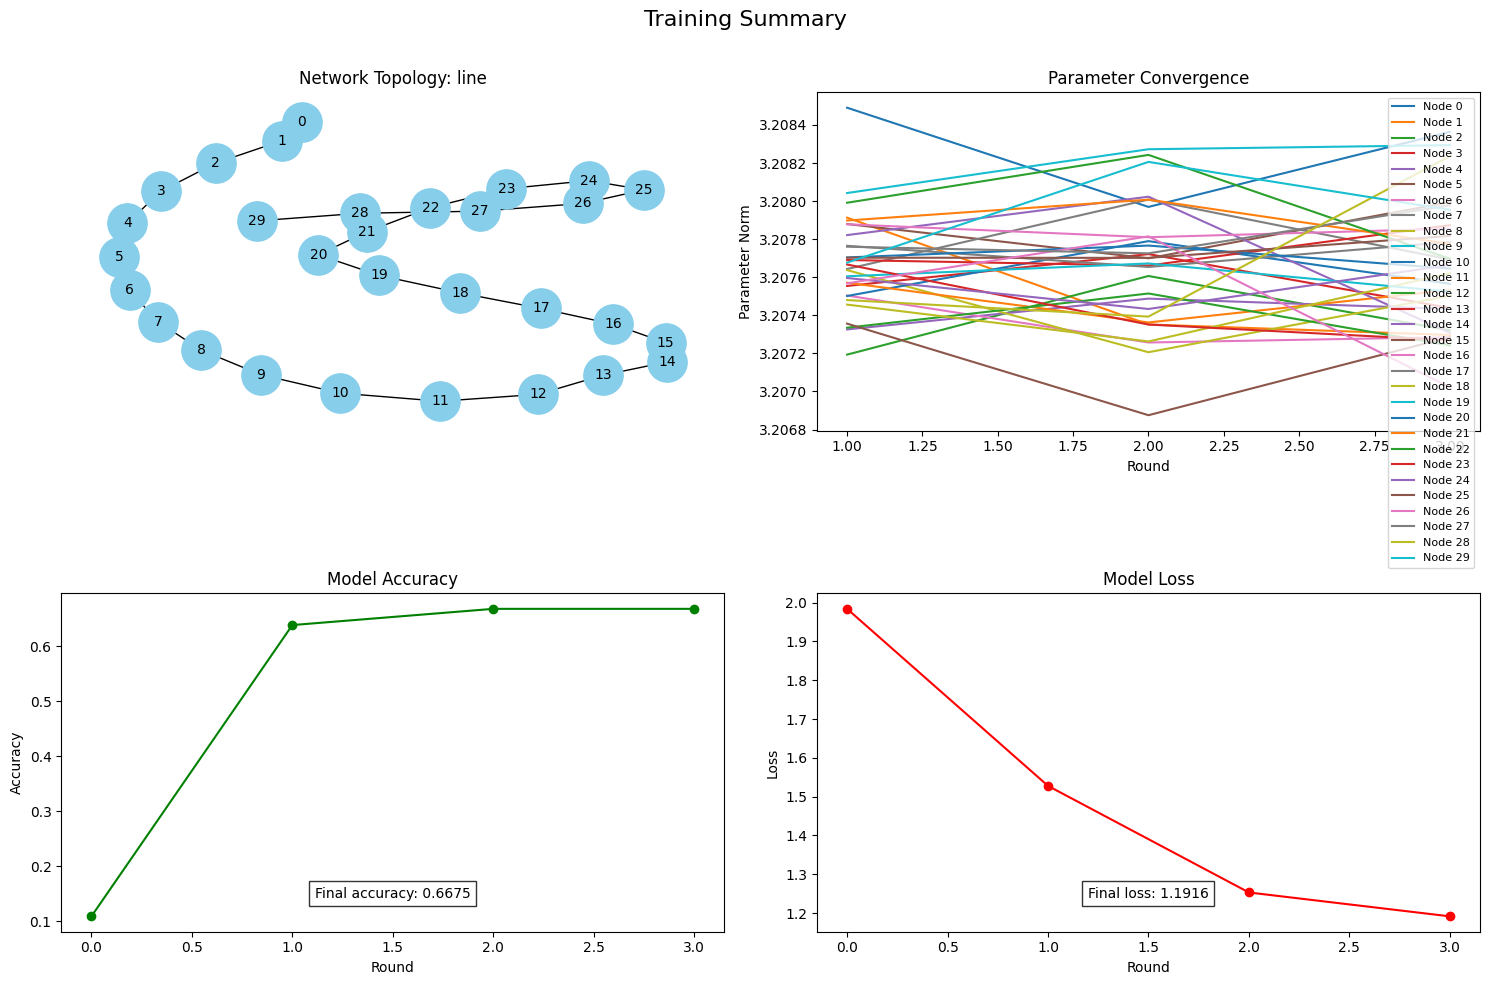 Training Summary
Network Topology: line
0
1
2
3
4
5
6
7
8
9
10
11
12
13
14
15
16
17
18
19
20
21
22
23
24
25
26
27
28
29
Parameter Convergence
Parameter Norm
3.2084
3.2082
3.2080
3.2078
3.2076
3.2074
3.2072
3.2070
3.2068
1.00 1.25 1.50 1.75 2.00 2.25 2.50 2.75 3.00
Round
Node 0
Node 1
Node 2
Node 3
Node 4
Node 5
Node 6
Node 7
Node 8
Node 9
Node 10
Node 11
Node 12
Node 13
Node 14
Node 15
Node 16
Node 17
Node 18
Node 19
Node 20
Node 21
Node 22
Node 23
Node 24
Node 25
Node 26
Node 27
Node 28
Node 29
Model Accuracy
Accuracy
0.6
0.5
0.4
0.3
0.2
0.1
Final accuracy: 0.6675
0.0 0.5 1.0 1.5 2.0 2.5 3.0
Round
Model Loss
Loss
2.0
1.9
1.8
1.7
1.6
1.5
1.4
1.3
1.2
Final loss: 1.1916
0.0 0.5 1.0 1.5 2.0 2.5 3.0
Round